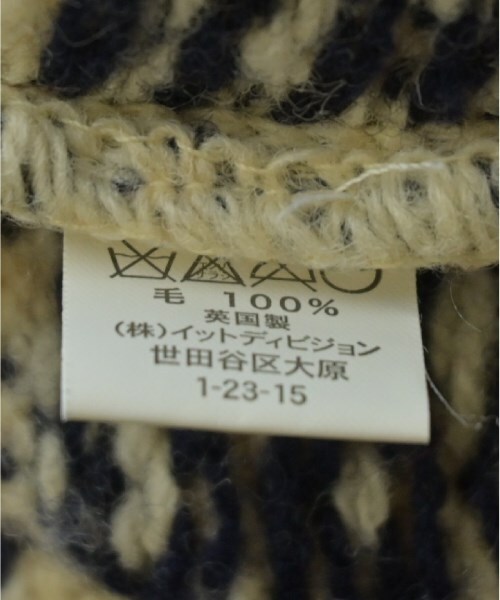 毛 100%
英国製
(株)イットディビジョン
世田谷区大原
1-23-15